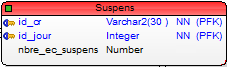 Suspens
id_cr Varchar2(30 ) NN (PFK)
id_jour Integer NN (PFK)
nbre_ec_suspens Number